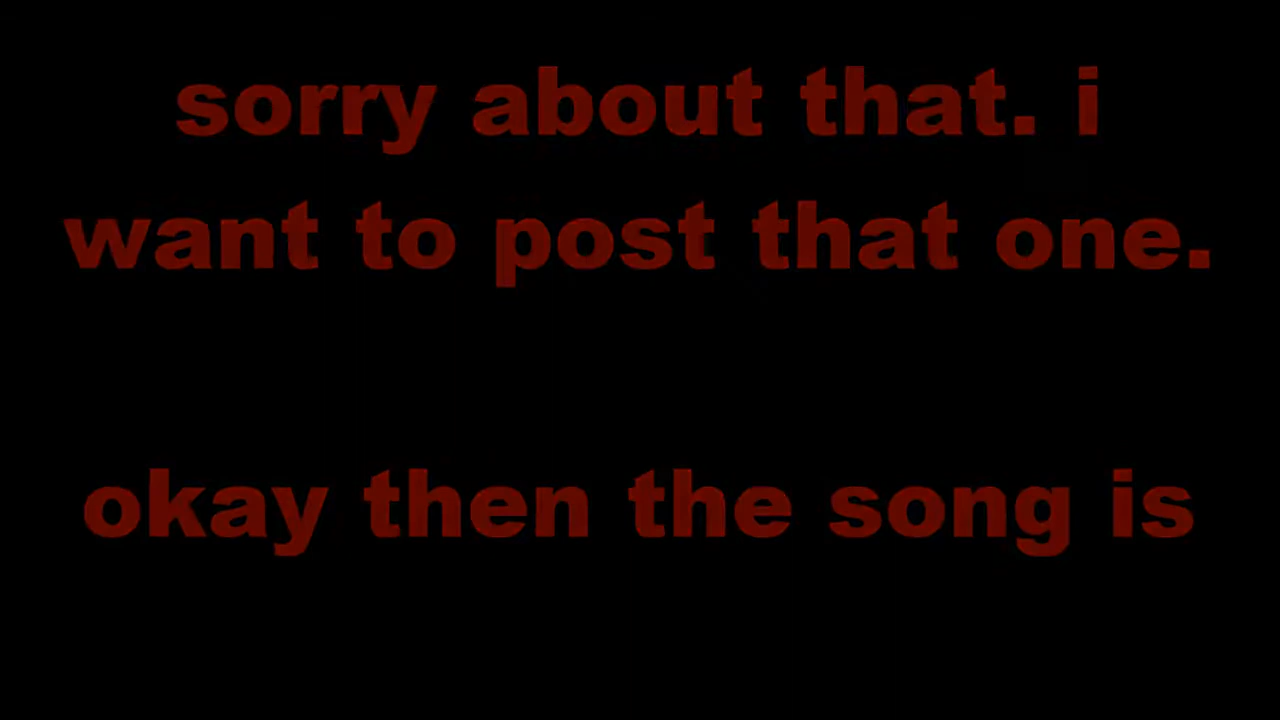 sorry about that. i
want to post that one.
okay then the song is